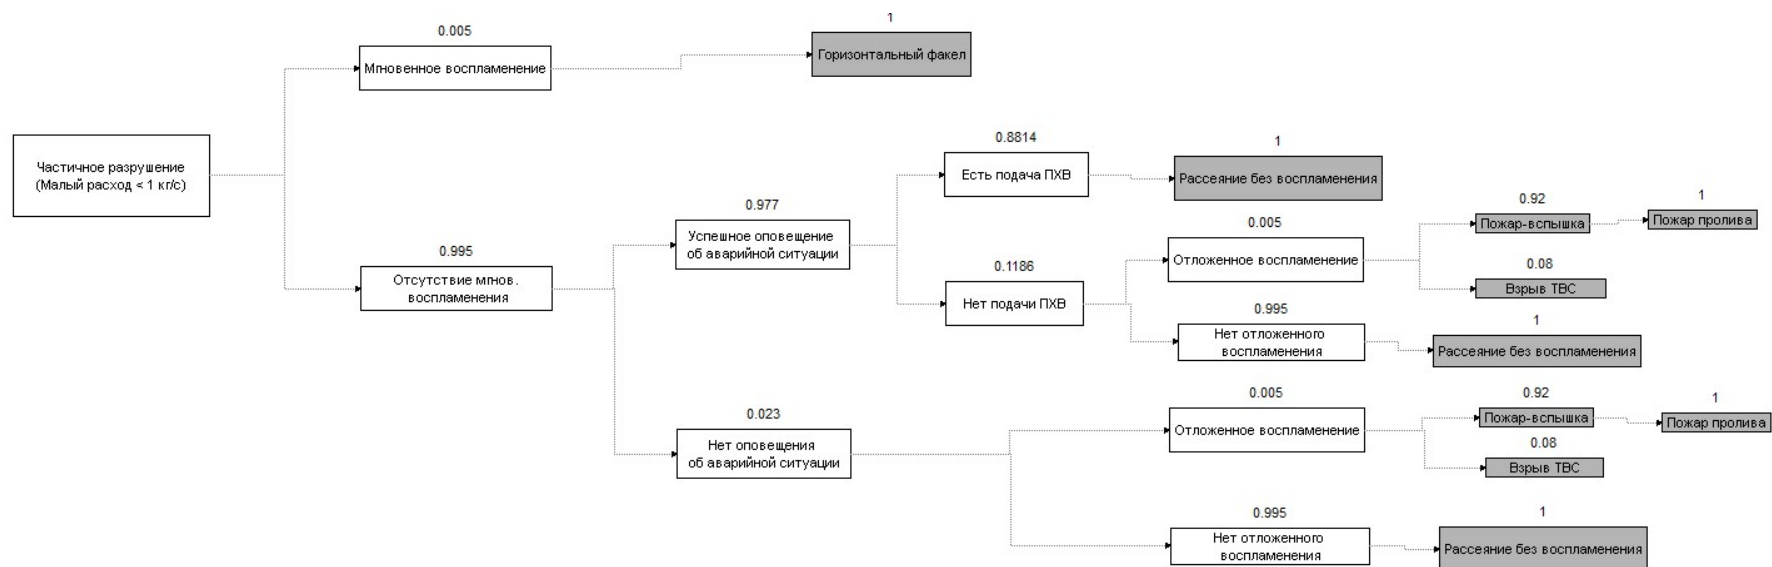 1
0.005
Горизонтальный факел
Мгновенное воспламенение
0.8814
1
Частичное разрушение
(Малый расход < 1 кг/с)
Есть подача ПХВ
Рассеяние без воспламенения
0.977
0.92
1
Пожар-вспышка
Пожар пролива
0.005
Успешное оповещение
об аварийной ситуации
0.995
0.1186
Отложенное воспламенение
0.08
Взрыв ТВС
Отсутствие мгнов.
воспламенения
Нет подачи ПХВ
0.995
1
Нет отложенного
воспламенения
Рассеяние без воспламенения
0.005
0.92
1
0.023
Пожар-вспышка
Пожар пролива
Отложенное воспламенение
0.08
Нет оповещения
об аварийной ситуации
Взрыв ТВС
0.995
1
Нет отложенного
воспламенения
Рассеяние без воспламенения